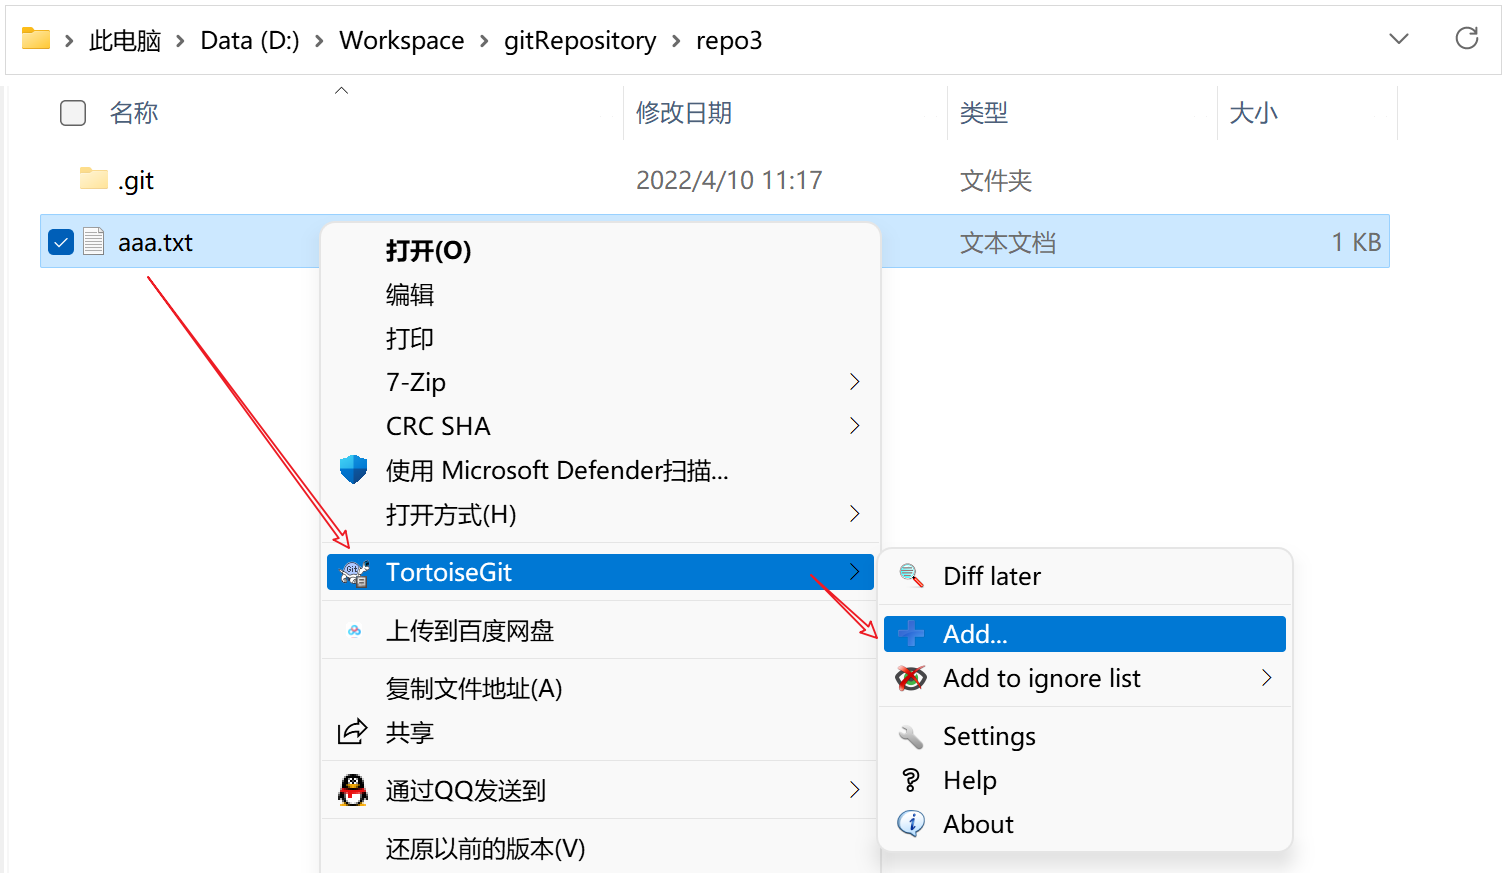 此电脑 > Data (D:) > Workspace > gitRepository > repo3
名称 修改日期 类型 大小
.git 2022/4/10 11:17 文件夹
aaa.txt 文本文档 1 KB
打开(O)
编辑
打印
7-Zip
CRC SHA
使用 Microsoft Defender扫描...
打开方式(H)
TortoiseGit
上传到百度网盘
复制文件地址(A)
共享
通过QQ发送到
还原以前的版本(V)
Diff later
Add...
Add to ignore list
Settings
Help
About